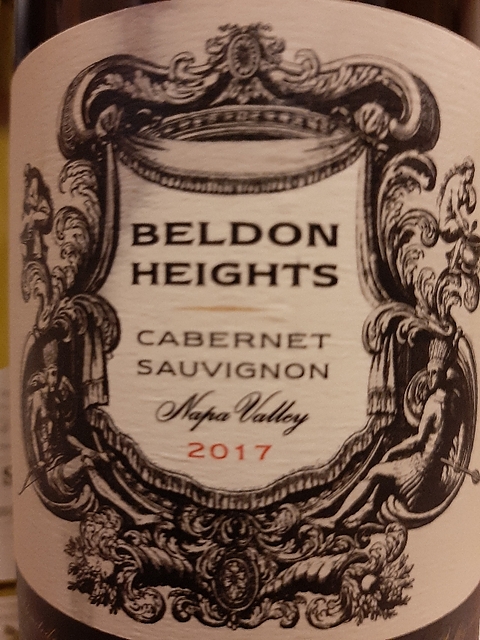 BELDON
HEIGHTS
CABERNET
SAUVIGNON
Napa Valley
2017